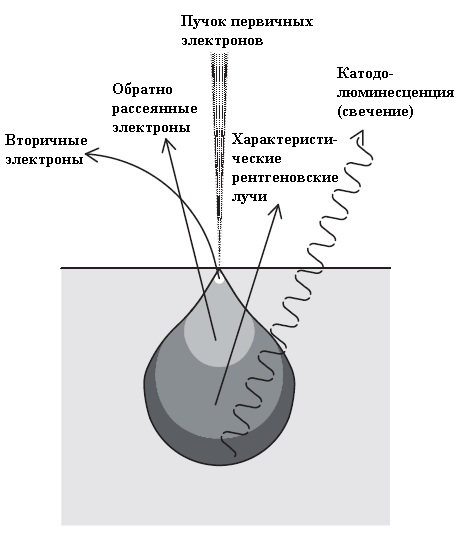 Пучок первичных
электронов
Катодо-
люминесценция
(свечение)
Обратно
рассеянные
электроны
Вторичные
электроны
Характеристи-
ческие
рентгеновские
лучи